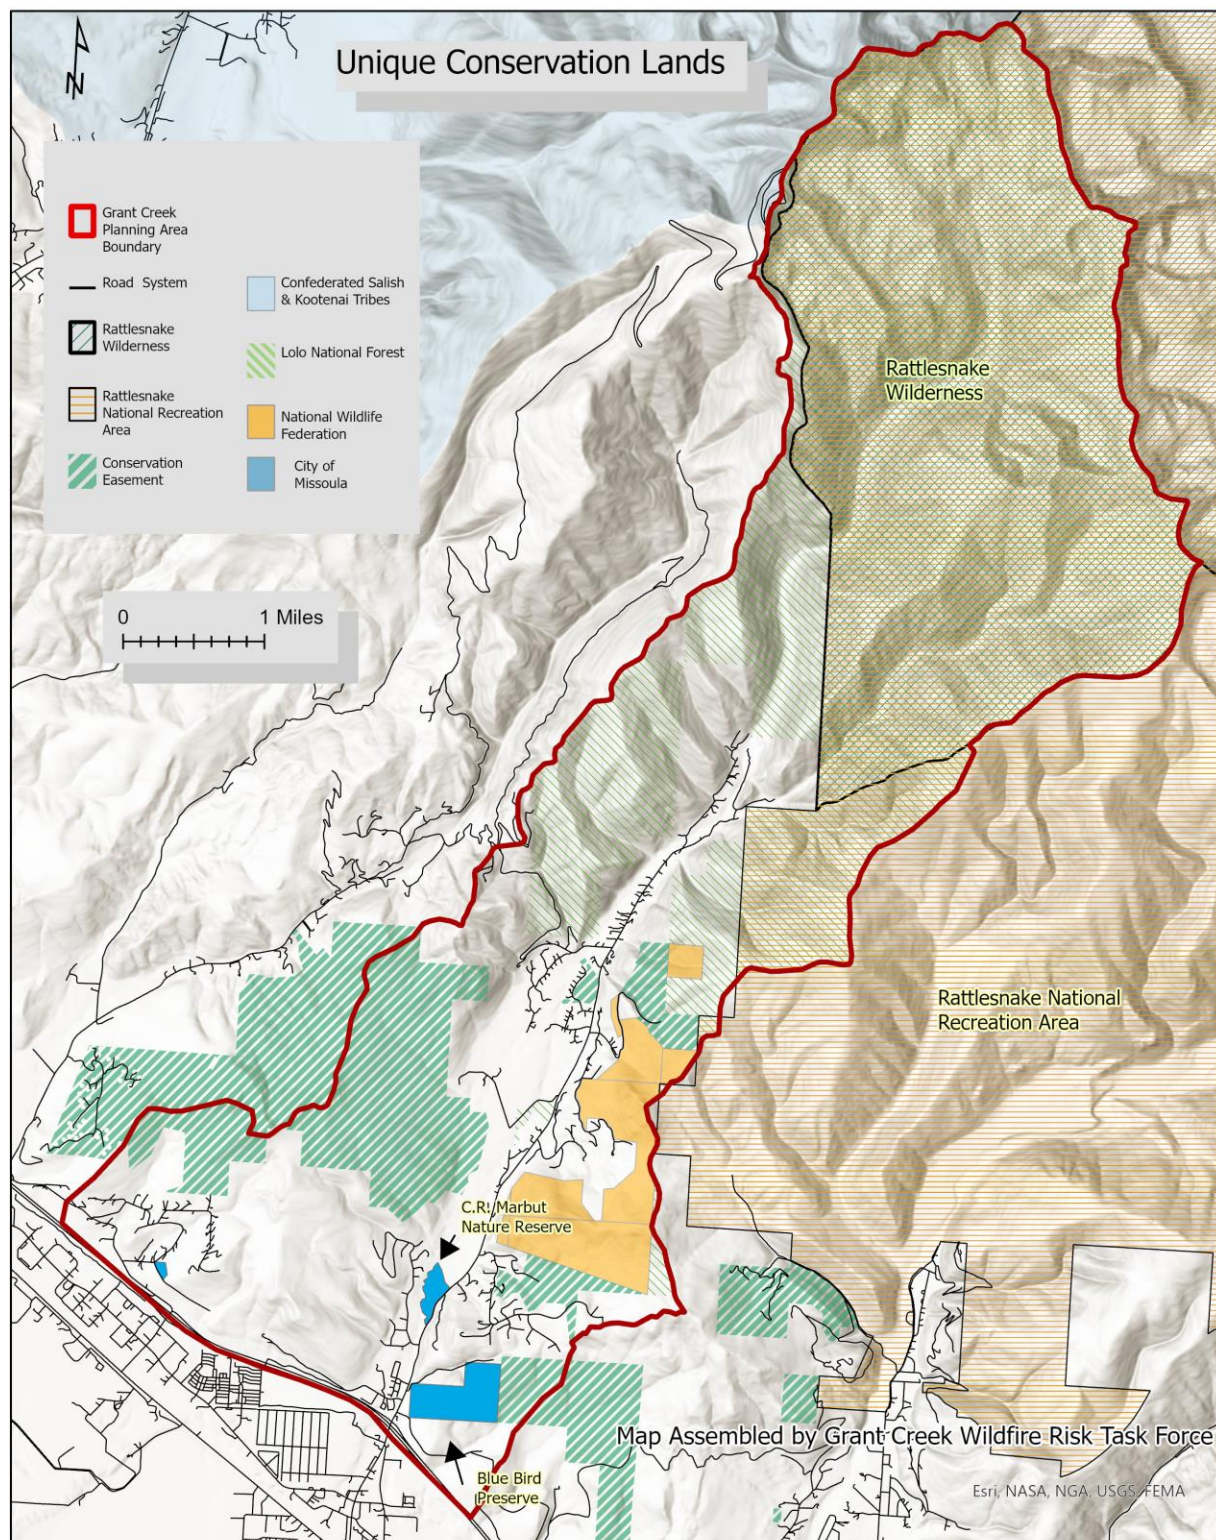 Unique Conservation Lands
N
Grant Creek
Planning Area
Boundary
Road System
Rattlesnake
Wilderness
Rattlesnake
National Recreation
Area
Conservation
Easement
Confederated Salish
& Kootenai Tribes
Lolo National Forest
National Wildlife
Federation
City of
Missoula
0 1 Miles
Rattlesnake
Wilderness
Rattlesnake National
Recreation Area
C.R. Marbut
Nature Reserve
Blue Bird
Preserve
Map Assembled by Grant Creek Wildfire Risk Task Force
Esri, NASA, NGA, USGS, FEMA